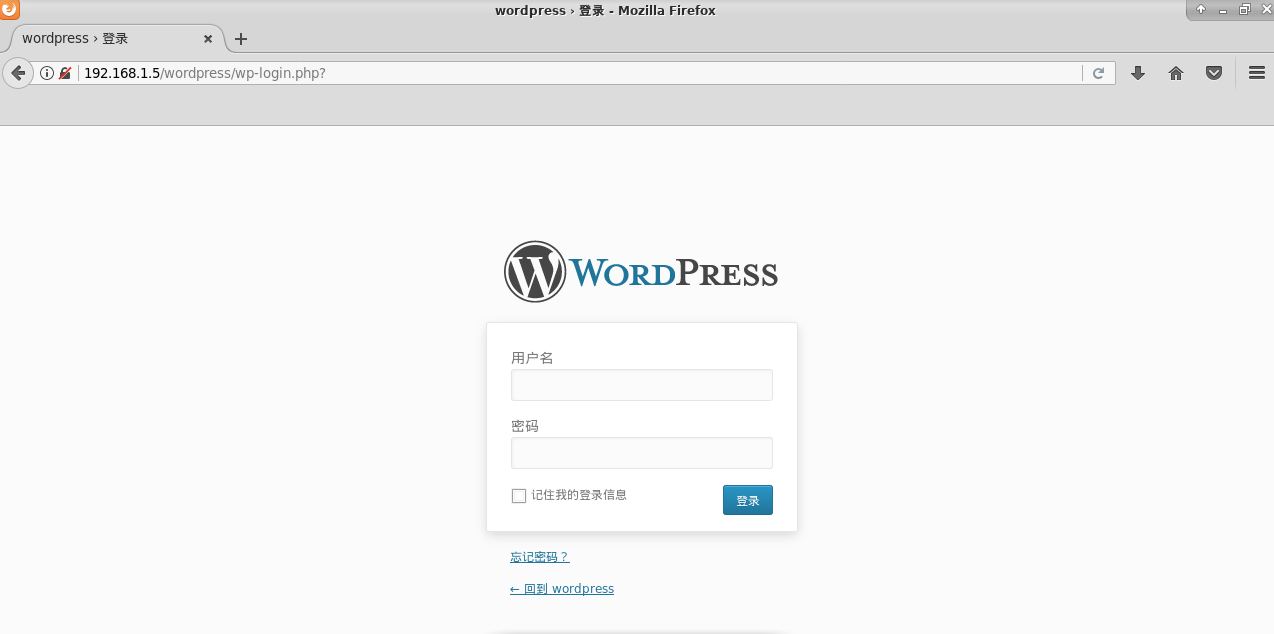 wordpress › 登录 - Mozilla Firefox
wordpress › 登录
192.168.1.5/wordpress/wp-login.php?
WORDPRESS
用户名
密码
记住我的登录信息
登录
忘记密码？
← 回到 wordpress